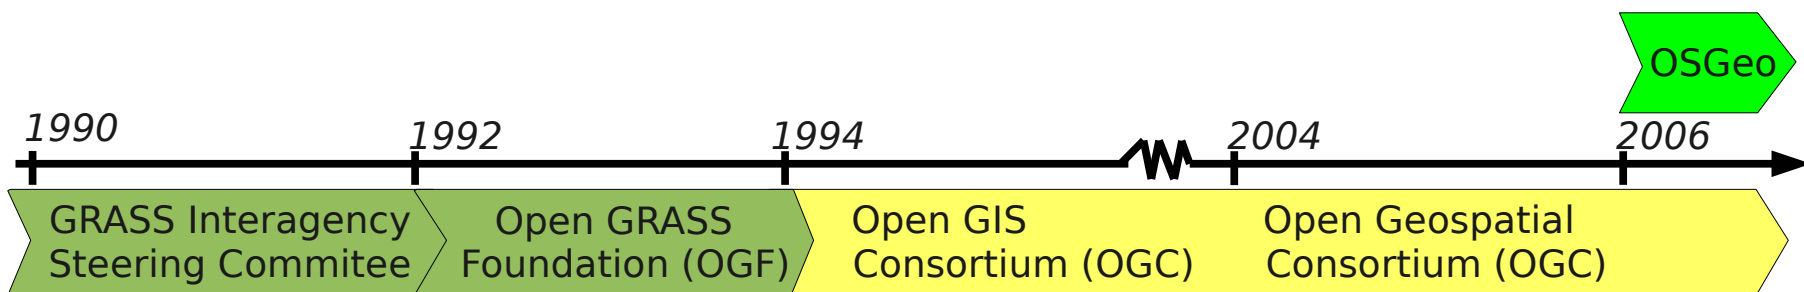 OSGeo
1990
1992
1994
2004
2006
GRASS Interagency
Steering Commitee
Open GRASS
Foundation (OGF)
Open GIS
Consortium (OGC)
Open Geospatial
Consortium (OGC)